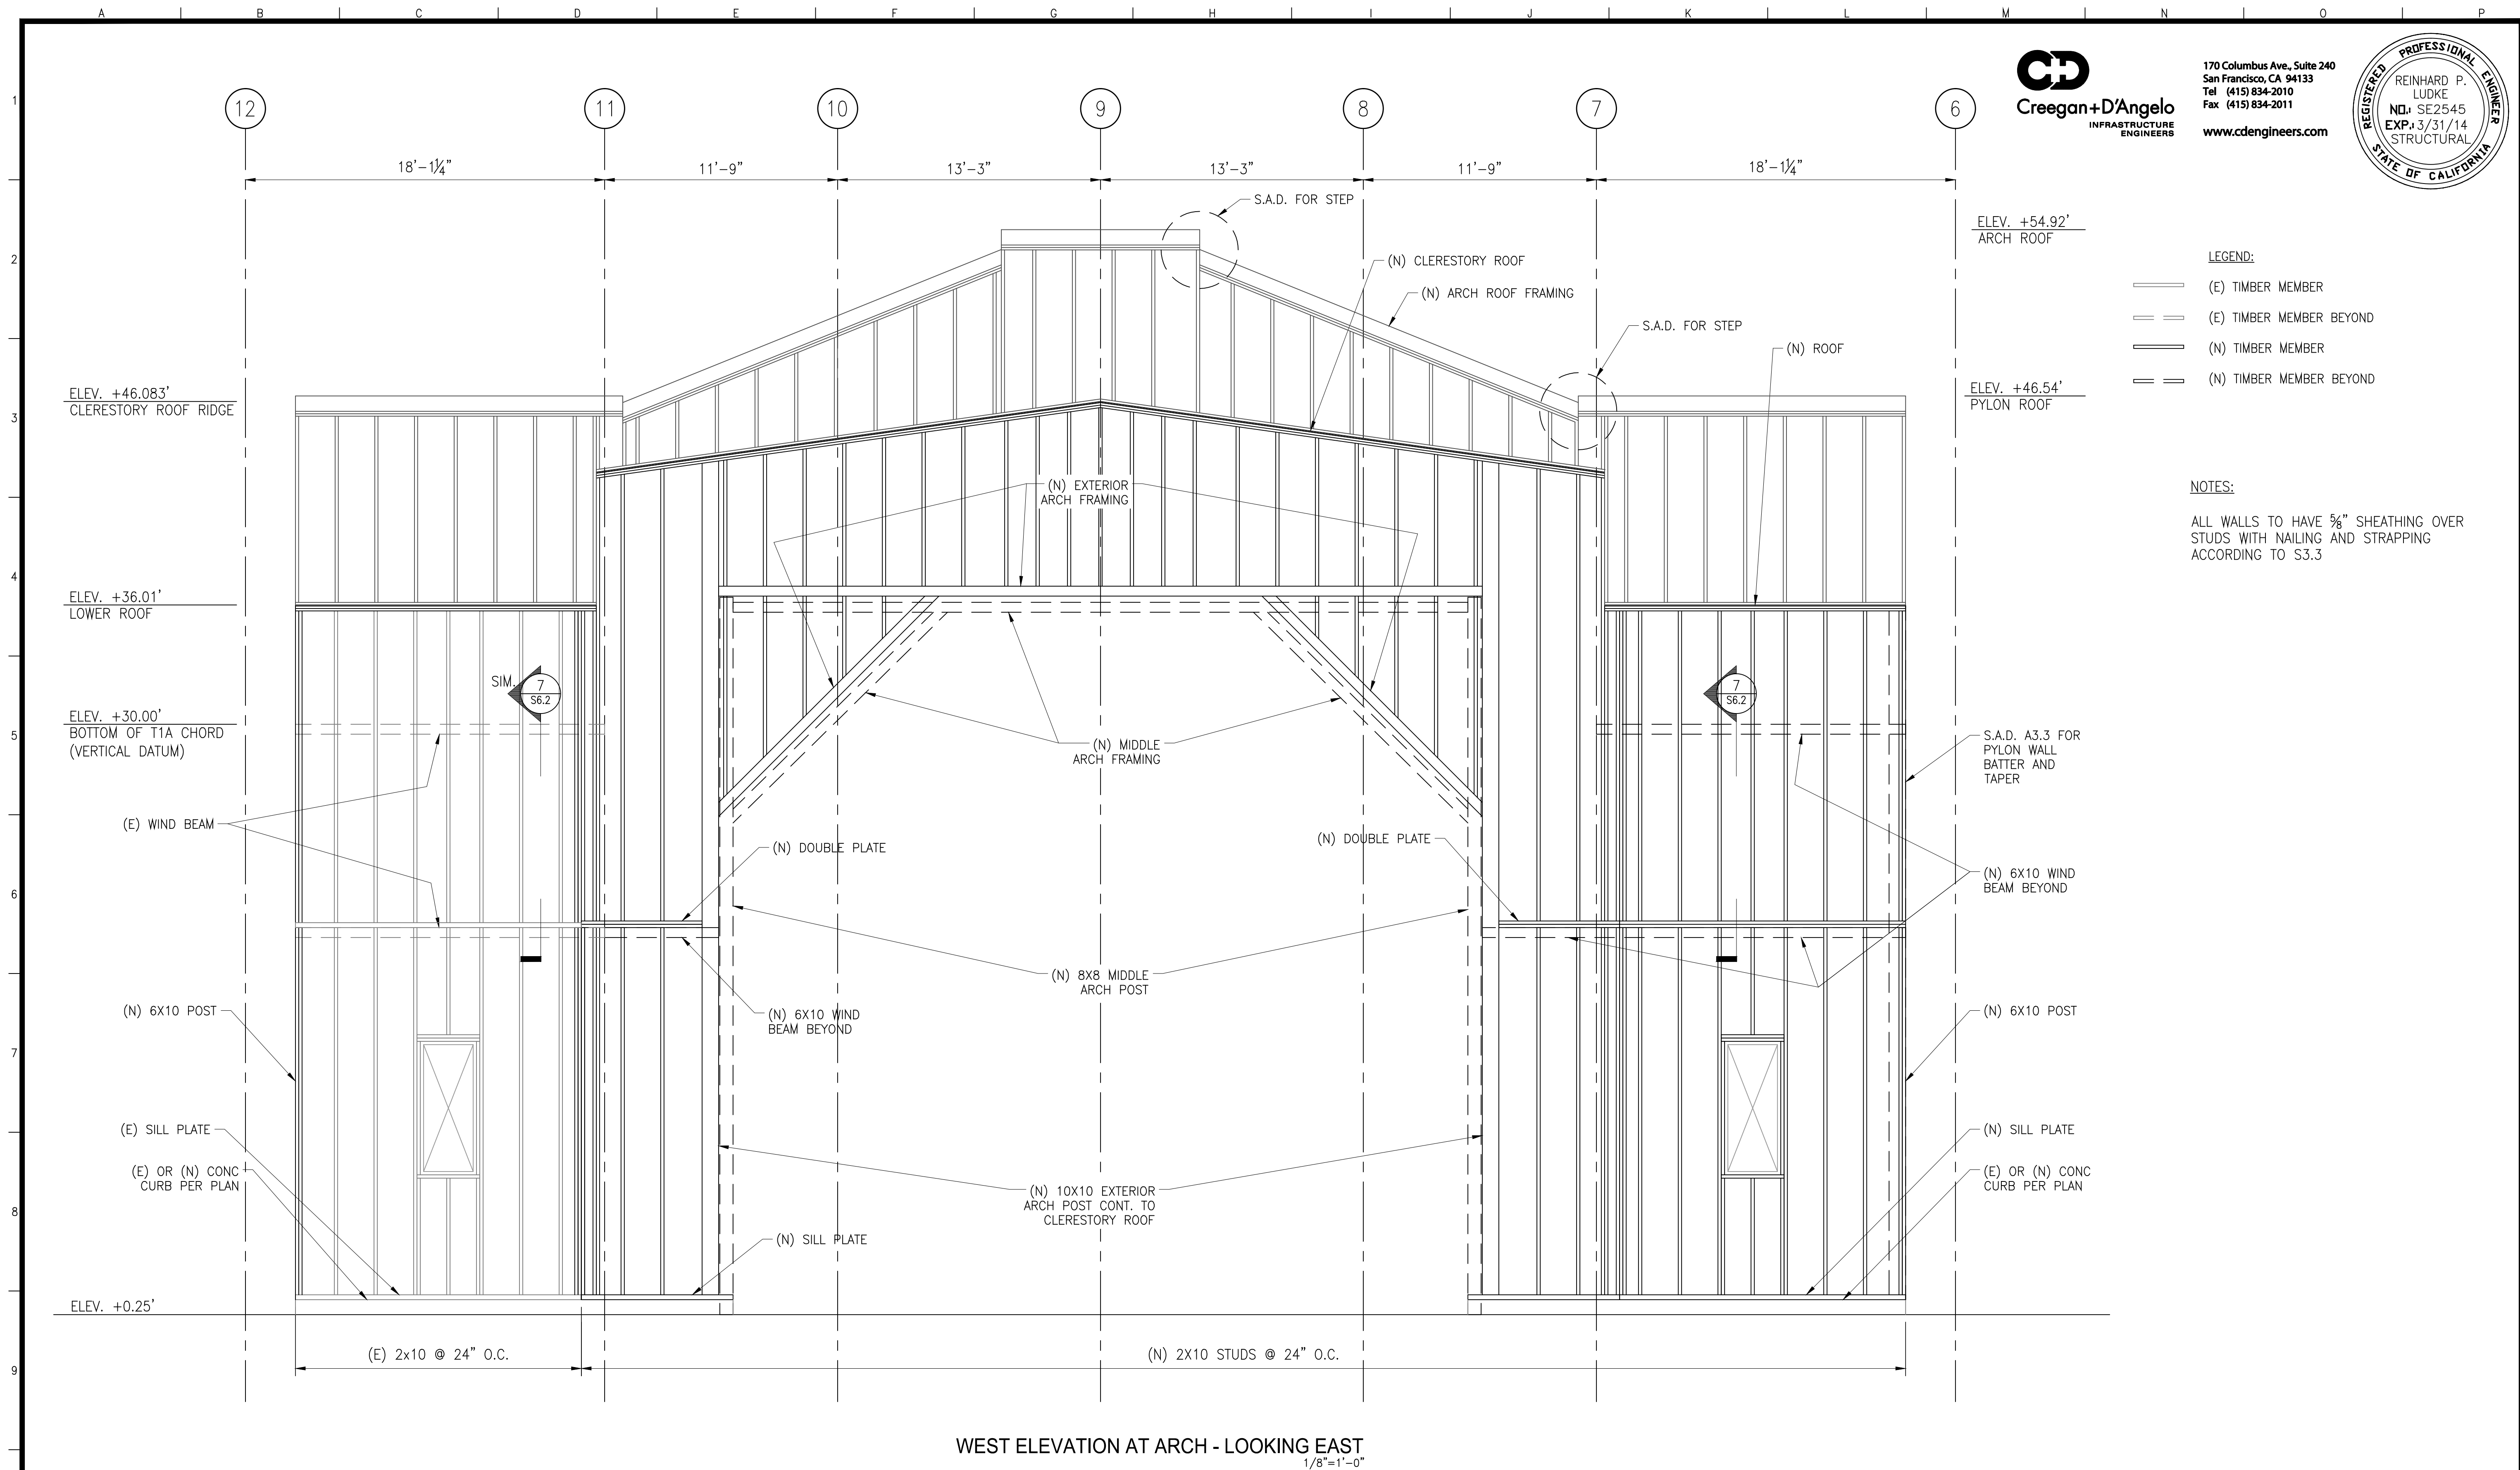 A B C D E F G H I J K L M N O P
1
2
3
4
5
6
7
8
9
C+D
Creegan+D'Angelo
INFRASTRUCTURE
ENGINEERS
170 Columbus Ave., Suite 240
San Francisco, CA 94133
Tel (415) 834-2010
Fax (415) 834-2011
www.cdengineers.com
REGISTERED PROFESSIONAL ENGINEER
REINHARD P.
LUDKE
NO.: SE2545
EXP.: 3/31/14
STRUCTURAL
STATE OF CALIFORNIA
12 11 10 9 8 7 6
18'-1¼" 11'-9" 13'-3" 13'-3" 11'-9" 18'-1¼"
S.A.D. FOR STEP
ELEV. +54.92'
ARCH ROOF
(N) CLERESTORY ROOF
(N) ARCH ROOF FRAMING
S.A.D. FOR STEP
(N) ROOF
LEGEND:
(E) TIMBER MEMBER
(E) TIMBER MEMBER BEYOND
(N) TIMBER MEMBER
(N) TIMBER MEMBER BEYOND
ELEV. +46.083'
CLERESTORY ROOF RIDGE
ELEV. +46.54'
PYLON ROOF
(N) EXTERIOR
ARCH FRAMING
NOTES:
ALL WALLS TO HAVE ⅝" SHEATHING OVER
STUDS WITH NAILING AND STRAPPING
ACCORDING TO S3.3
ELEV. +36.01'
LOWER ROOF
SIM.
7
S6.2
7
S6.2
ELEV. +30.00'
BOTTOM OF T1A CHORD
(VERTICAL DATUM)
(N) MIDDLE
ARCH FRAMING
S.A.D. A3.3 FOR
PYLON WALL
BATTER AND
TAPER
(E) WIND BEAM
(N) DOUBLE PLATE
(N) DOUBLE PLATE
(N) 6X10 WIND
BEAM BEYOND
(N) 8X8 MIDDLE
ARCH POST
(N) 6X10 POST
(N) 6X10 WIND
BEAM BEYOND
(N) 6X10 POST
(E) SILL PLATE
(N) SILL PLATE
(E) OR (N) CONC
CURB PER PLAN
(N) 10X10 EXTERIOR
ARCH POST CONT. TO
CLERESTORY ROOF
(E) OR (N) CONC
CURB PER PLAN
(N) SILL PLATE
ELEV. +0.25'
(E) 2x10 @ 24" O.C.
(N) 2X10 STUDS @ 24" O.C.
WEST ELEVATION AT ARCH - LOOKING EAST
1/8"=1'-0"